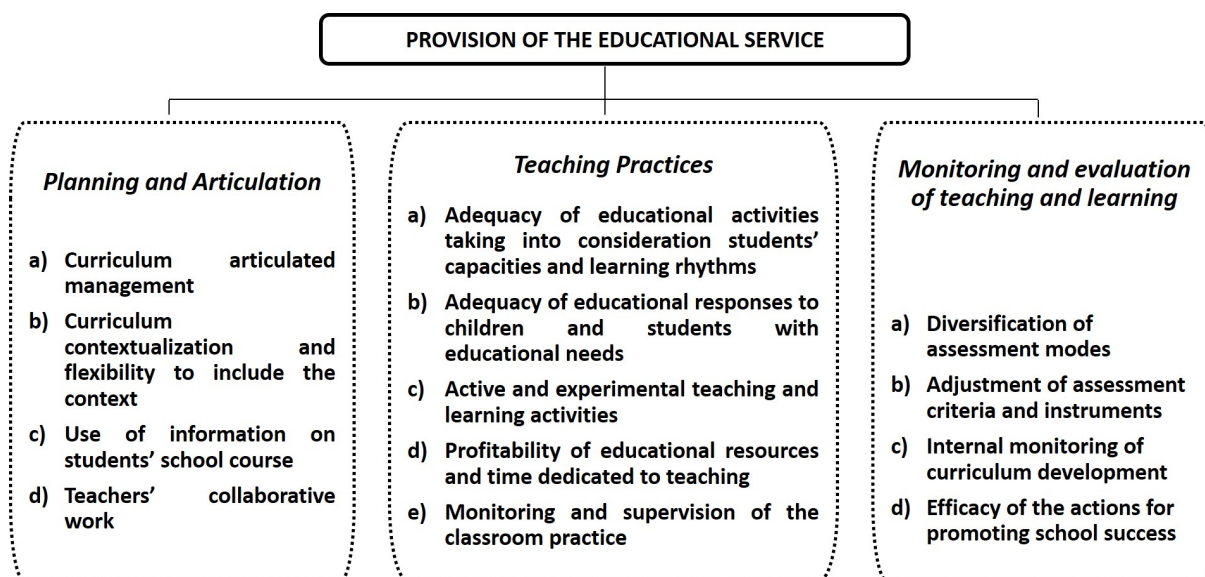 PROVISION OF THE EDUCATIONAL SERVICE
Planning and Articulation
a) Curriculum articulated
management
b) Curriculum
contextualization and
flexibility to include the
context
c) Use of information on
students' school course
d) Teachers' collaborative
work
Teaching Practices
a) Adequacy of educational activities
taking into consideration students'
capacities and learning rhythms
b) Adequacy of educational responses to
children and students with
educational needs
c) Active and experimental teaching and
learning activities
d) Profitability of educational resources
and time dedicated to teaching
e) Monitoring and supervision of the
classroom practice
Monitoring and evaluation
of teaching and learning
a) Diversification of
assessment modes
b) Adjustment of assessment
criteria and instruments
c) Internal monitoring of
curriculum development
d) Efficacy of the actions for
promoting school success